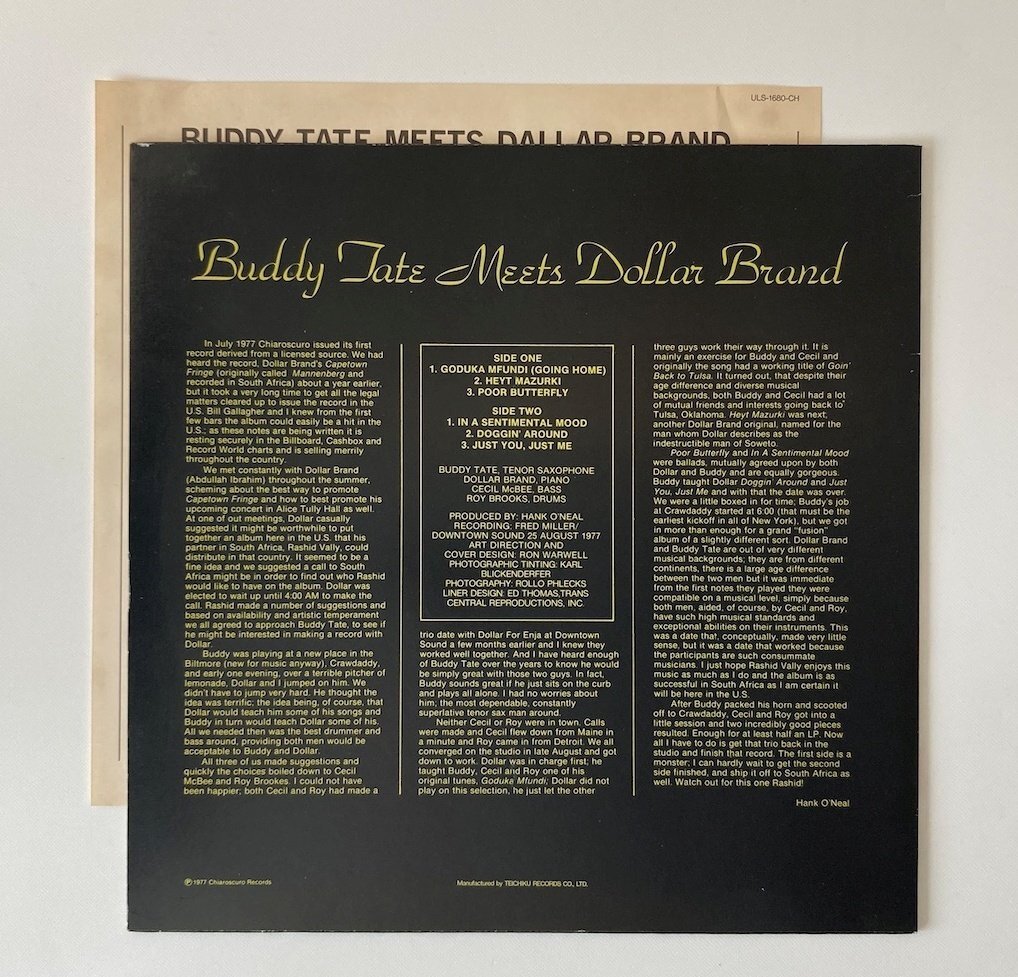 ULS-1680-CH
BUDDY TATE MEETS DALLAR BRAND
Buddy Tate Meets Dollar Brand
In July 1977 Chiaroscuro issued its first
record derived from a licensed source. We had
heard the record, Dollar Brand's Capetown
Fringe (originally called Mannenberg and
recorded in South Africa) about a year earlier,
but it took a very long time to get all the legal
matters cleared up to issue the record in the
U.S. Bill Gallagher and I knew from the first
few bars the album could easily be a hit in the
U.S.; as these notes are being written it is
resting securely in the Billboard, Cashbox and
Record World charts and is selling merrily
throughout the country.
We met constantly with Dollar Brand
(Abdullah Ibrahim) throughout the summer,
scheming about the best way to promote
Capetown Fringe and how to best promote his
upcoming concert in Alice Tully Hall as well.
At one of out meetings, Dollar casually
suggested it might be worthwhile to put
together an album here in the U.S. that his
partner in South Africa, Rashid Vally, could
distribute in that country. It seemed to be a
fine idea and we suggested a call to South
Africa might be in order to find out who Rashid
would like to have on the album. Dollar was
elected to wait up until 4:00 AM to make the
call. Rashid made a number of suggestions and
based on availability and artistic temperament
we all agreed to approach Buddy Tate, to see if
he might be interested in making a record with
Dollar.
Buddy was playing at a new place in the
Biltmore (new for music anyway), Crawdaddy,
and early one evening, over a terrible pitcher of
lemonade, Dollar and I jumped on him. We
didn't have to jump very hard. He thought the
idea was terrific; the idea being, of course, that
Dollar would teach him some of his songs and
Buddy in turn would teach Dollar some of his.
All we needed then was the best drummer and
bass around, providing both men would be
acceptable to Buddy and Dollar.
All three of us made suggestions and
quickly the choices boiled down to Cecil
McBee and Roy Brookes. I could not have
been happier; both Cecil and Roy had made a
SIDE ONE
1. GODUKA MFUNDI (GOING HOME)
2. HEYT MAZURKI
3. POOR BUTTERFLY
SIDE TWO
1. IN A SENTIMENTAL MOOD
2. DOGGIN' AROUND
3. JUST YOU, JUST ME
BUDDY TATE, TENOR SAXOPHONE
DOLLAR BRAND, PIANO
CECIL McBEE, BASS
ROY BROOKS, DRUMS
PRODUCED BY: HANK O'NEAL
RECORDING: FRED MILLER/
DOWNTOWN SOUND 25 AUGUST 1977
ART DIRECTION AND
COVER DESIGN: RON WARWELL
PHOTOGRAPHIC TINTING: KARL
BLICKENDERFER
PHOTOGRAPHY: ROLLO PHLECKS
LINER DESIGN: ED THOMAS,TRANS
CENTRAL REPRODUCTIONS, INC.
trio date with Dollar For Enja at Downtown
Sound a few months earlier and I knew they
worked well together. And I have heard enough
of Buddy Tate over the years to know he would
be simply great with those two guys. In fact,
Buddy sounds great if he just sits on the curb
and plays all alone. I had no worries about
him; the most dependable, constantly
superlative tenor sax man around.
Neither Cecil or Roy were in town. Calls
were made and Cecil flew down from Maine in
a minute and Roy came in from Detroit. We all
converged on the studio in late August and got
down to work. Dollar was in charge first; he
taught Buddy, Cecil and Roy one of his
original tunes, Goduka Mfundi; Dollar did not
play on this selection, he just let the other
three guys work their way through it. It is
mainly an exercise for Buddy and Cecil and
originally the song had a working title of Goin'
Back to Tulsa. It turned out, that despite their
age difference and diverse musical
backgrounds, both Buddy and Cecil had a lot
of mutual friends and interests going back to
Tulsa, Oklahoma. Heyt Mazurki was next;
another Dollar Brand original, named for the
man whom Dollar describes as the
indestructible man of Soweto.
Poor Butterfly and In A Sentimental Mood
were ballads, mutually agreed upon by both
Dollar and Buddy and are equally gorgeous.
Buddy taught Dollar Doggin' Around and Just
You, Just Me and with that the date was over.
We were a little boxed in for time; Buddy's job
at Crawdaddy started at 6:00 (that must be the
earliest kickoff in all of New York), but we got
in more than enough for a grand "fusion"
album of a slightly different sort. Dollar Brand
and Buddy Tate are out of very different
musical backgrounds; they are from different
continents, there is a large age difference
between the two men but it was immediate
from the first notes they played they were
compatible on a musical level, simply because
both men, aided, of course, by Cecil and Roy,
have such high musical standards and
exceptional abilities on their instruments. This
was a date that, conceptually, made very little
sense, but it was a date that worked because
the participants are such consummate
musicians. I just hope Rashid Vally enjoys this
music as much as I do and the album is as
successful in South Africa as I am certain it
will be here in the U.S.
After Buddy packed his horn and scooted
off to Crawdaddy, Cecil and Roy got into a
little session and two incredibly good pieces
resulted. Enough for at least half an LP. Now
all I have to do is get that trio back in the
studio and finish that record. The first side is a
monster; I can hardly wait to get the second
side finished, and ship it off to South Africa as
well. Watch out for this one Rashid!
Hank O'Neal
℗1977 Chiaroscuro Records
Manufactured by TEICHIKU RECORDS CO., LTD.